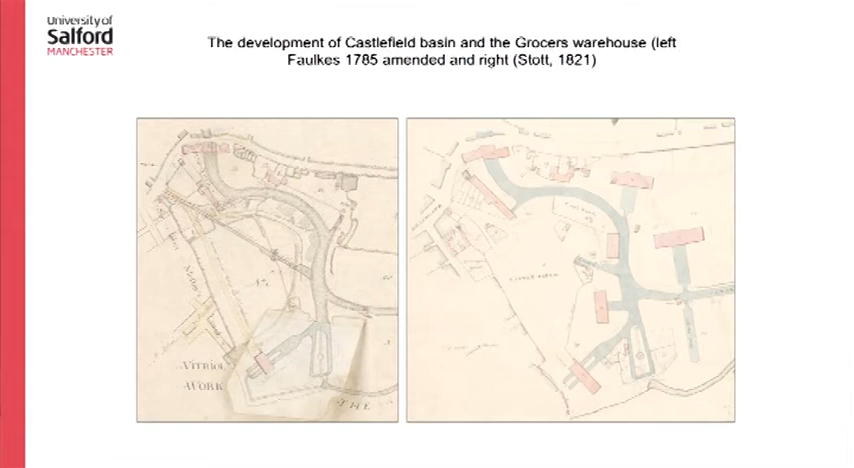 University of
Salford
MANCHESTER
The development of Castlefield basin and the Grocers warehouse (left
Faulkes 1785 amended and right (Stott, 1821)
VITRIOL
WORK
THE